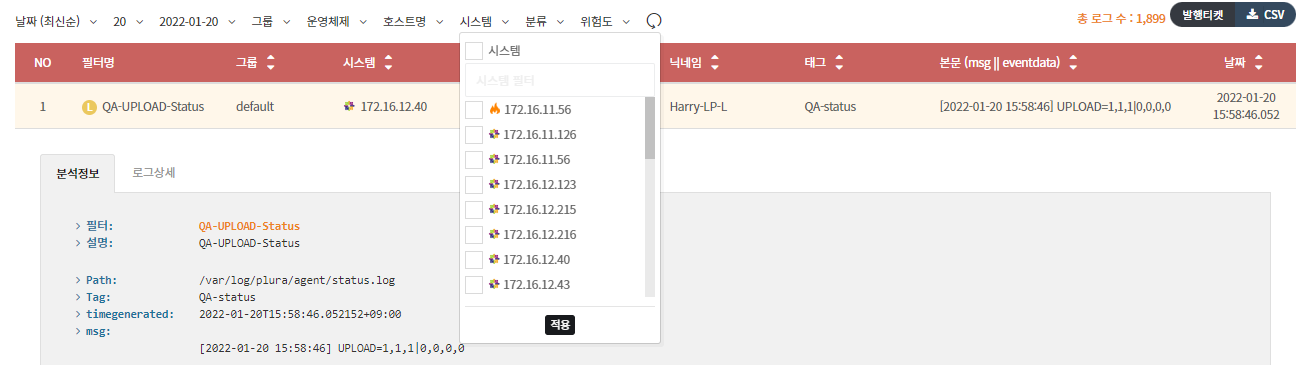 날짜 (최신순) 20 2022-01-20 그룹 운영체제 호스트명 시스템 분류 위험도 총 로그 수 : 1,899 발행티켓 CSV
NO 필터명 그룹 시스템 닉네임 태그 본문 (msg || eventdata) 날짜
1 L QA-UPLOAD-Status default 172.16.12.40 Harry-LP-L QA-status [2022-01-20 15:58:46] UPLOAD=1,1,1|0,0,0,0 2022-01-20
15:58:46.052
시스템
시스템 필터
172.16.11.56
172.16.11.126
172.16.11.56
172.16.12.123
172.16.12.215
172.16.12.216
172.16.12.40
172.16.12.43
적용
분석정보 로그상세
필터: QA-UPLOAD-Status
설명: QA-UPLOAD-Status
Path: /var/log/plura/agent/status.log
Tag: QA-status
timegenerated: 2022-01-20T15:58:46.052152+09:00
msg:
[2022-01-20 15:58:46] UPLOAD=1,1,1|0,0,0,0